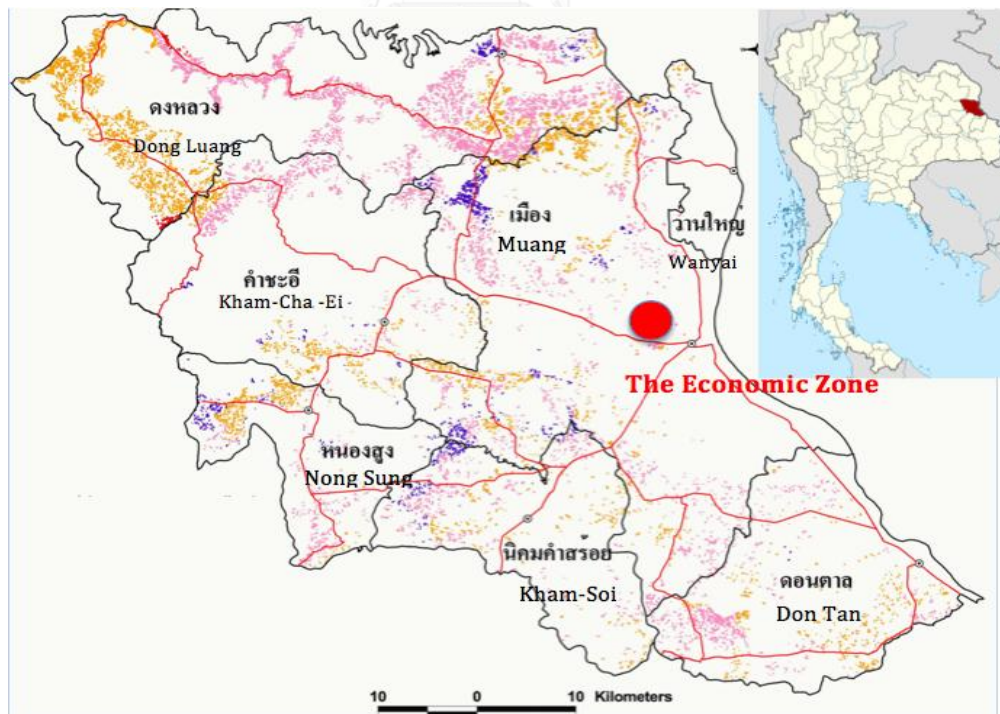 ดงหลวง
Dong Luang
เมือง
Muang
วานใหญ่
Wanyai
คำชะอี
Kham-Cha -Ei
The Economic Zone
หนองสูง
Nong Sung
นิคมคำสร้อย
Kham-Soi
ดอนตาล
Don Tan
10 0 10 Kilometers